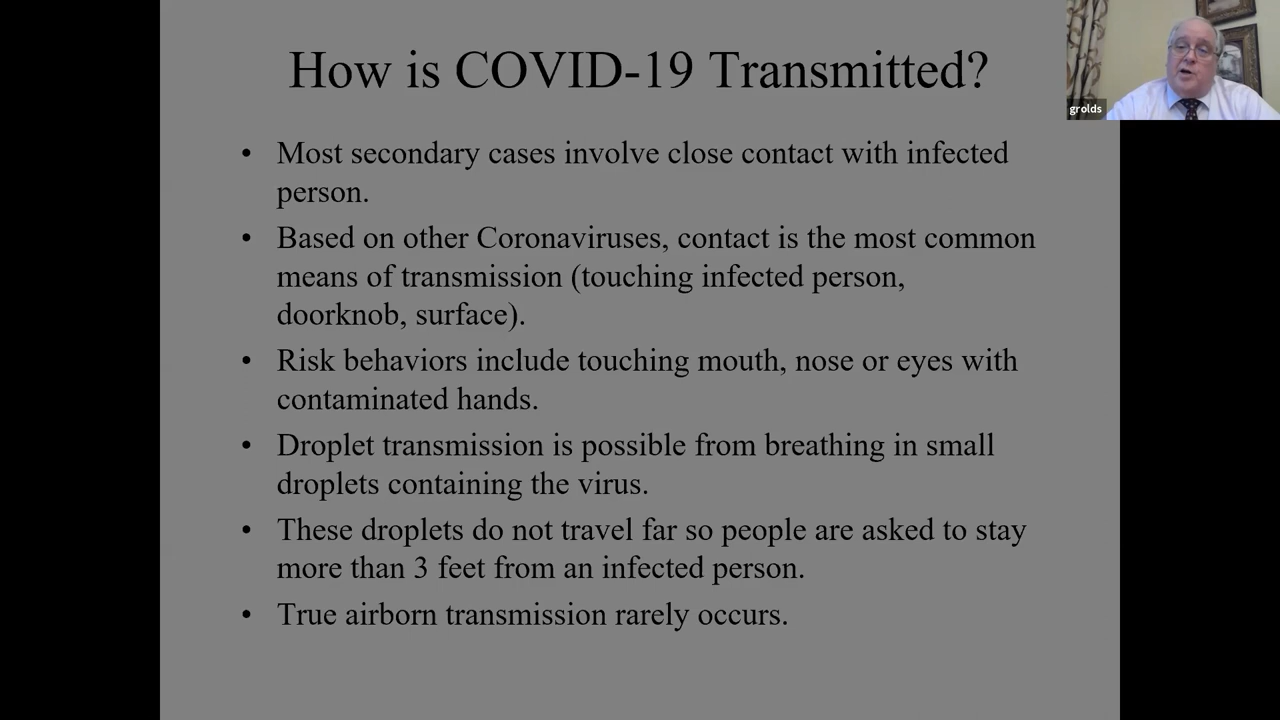 How is COVID-19 Transmitted?
grolds
• Most secondary cases involve close contact with infected
person.
• Based on other Coronaviruses, contact is the most common
means of transmission (touching infected person,
doorknob, surface).
• Risk behaviors include touching mouth, nose or eyes with
contaminated hands.
• Droplet transmission is possible from breathing in small
droplets containing the virus.
• These droplets do not travel far so people are asked to stay
more than 3 feet from an infected person.
• True airborn transmission rarely occurs.